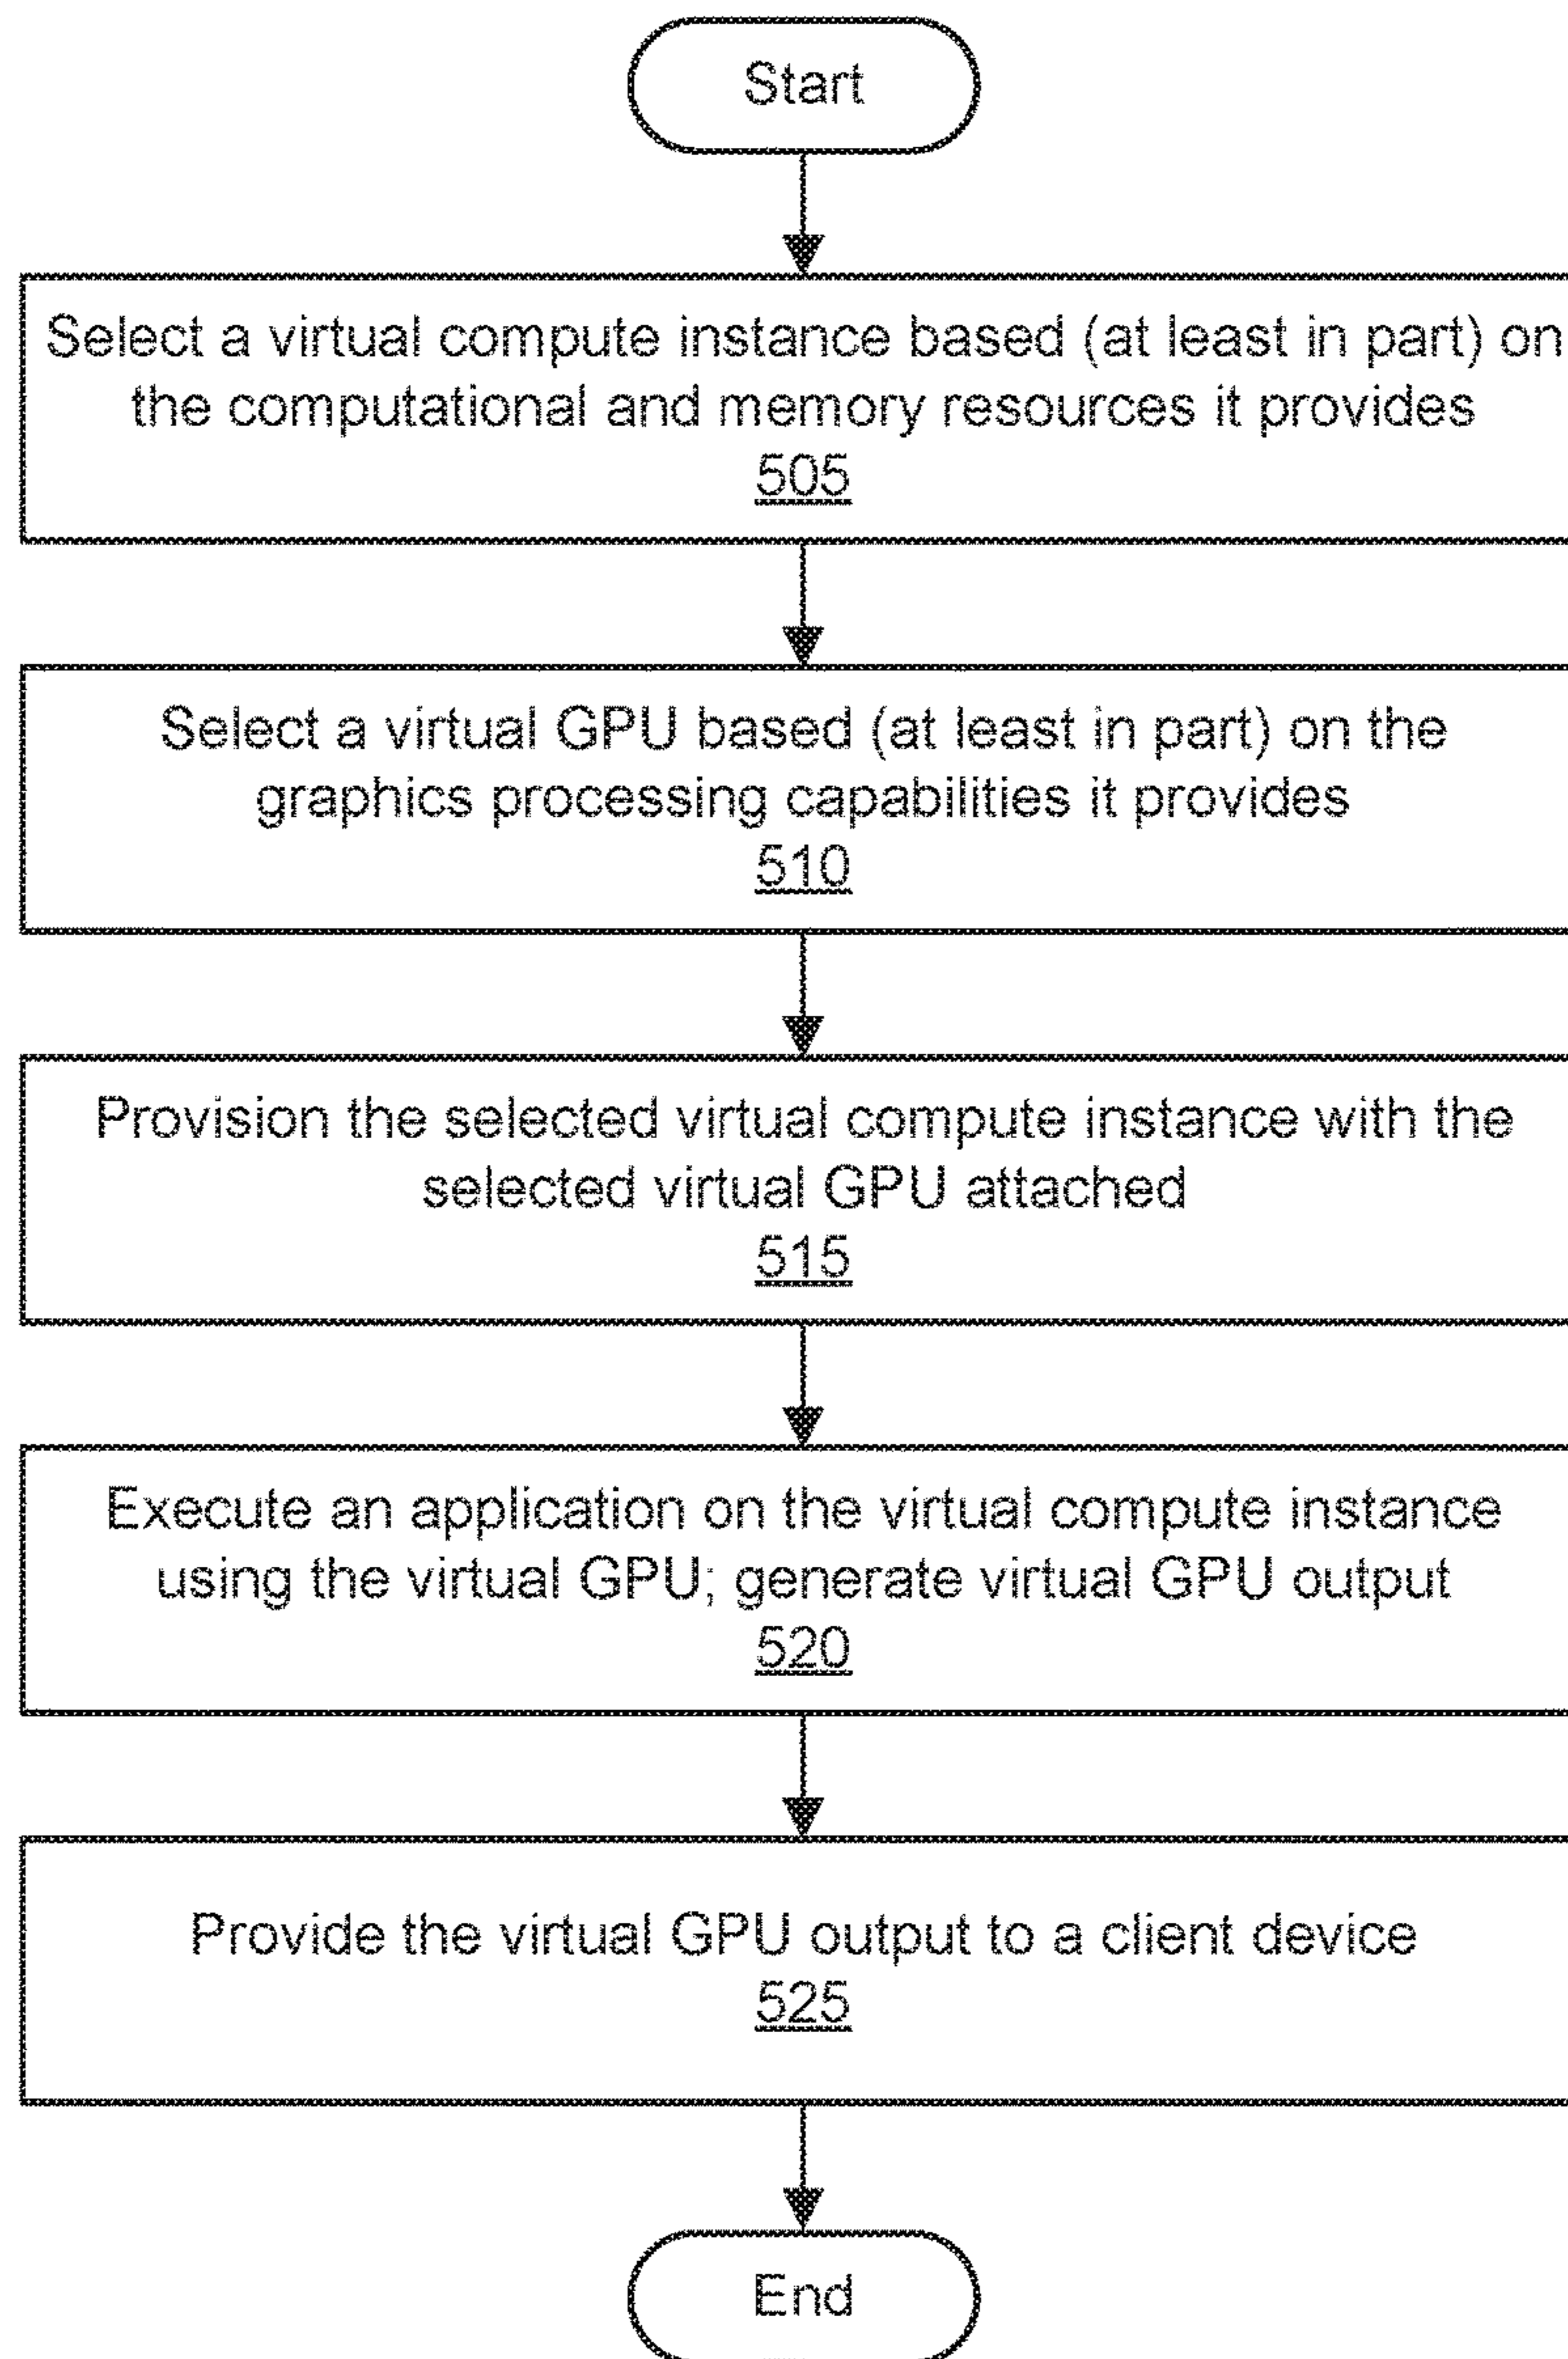 Start
Select a virtual compute instance based (at least in part) on
the computational and memory resources it provides
505
Select a virtual GPU based (at least in part) on the
graphics processing capabilities it provides
510
Provision the selected virtual compute instance with the
selected virtual GPU attached
515
Execute an application on the virtual compute instance
using the virtual GPU; generate virtual GPU output
520
Provide the virtual GPU output to a client device
525
End